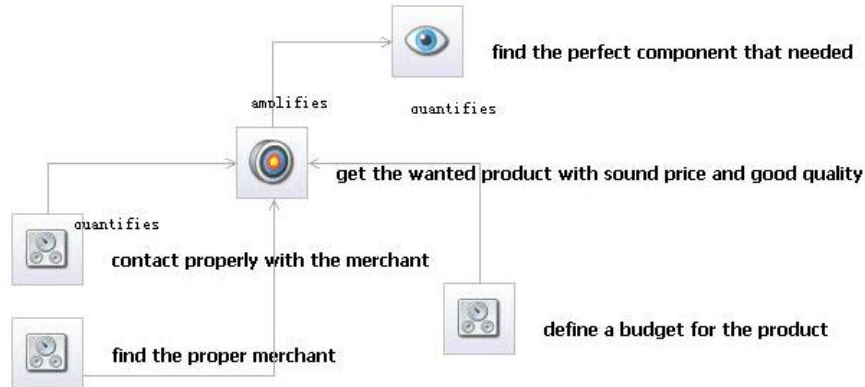 find the perfect component that needed
amplifies
quantifies
get the wanted product with sound price and good quality
quantifies
contact properly with the merchant
define a budget for the product
find the proper merchant